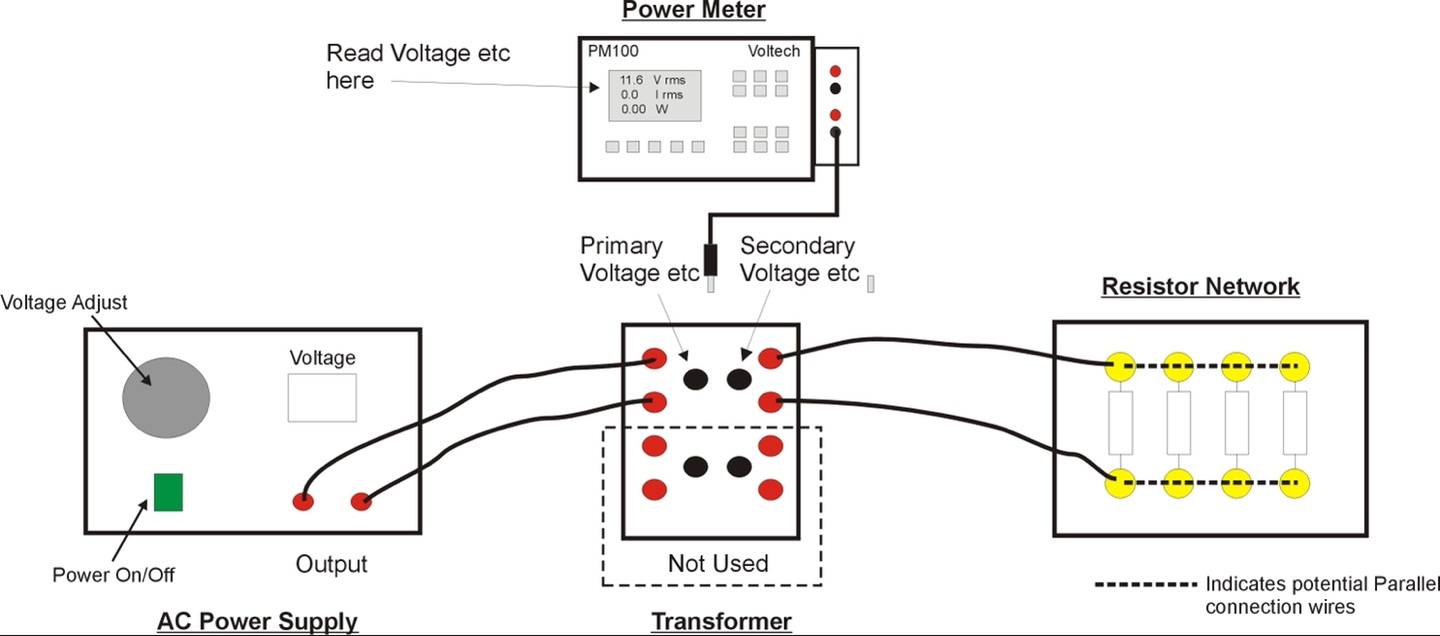 Power Meter
Read Voltage etc
here
PM100 Voltech
11.6 V rms
0.0 I rms
0.00 W
Primary
Voltage etc
Secondary
Voltage etc
Resistor Network
Voltage Adjust
Voltage
Power On/Off
Output
Not Used
Indicates potential Parallel
connection wires
AC Power Supply
Transformer